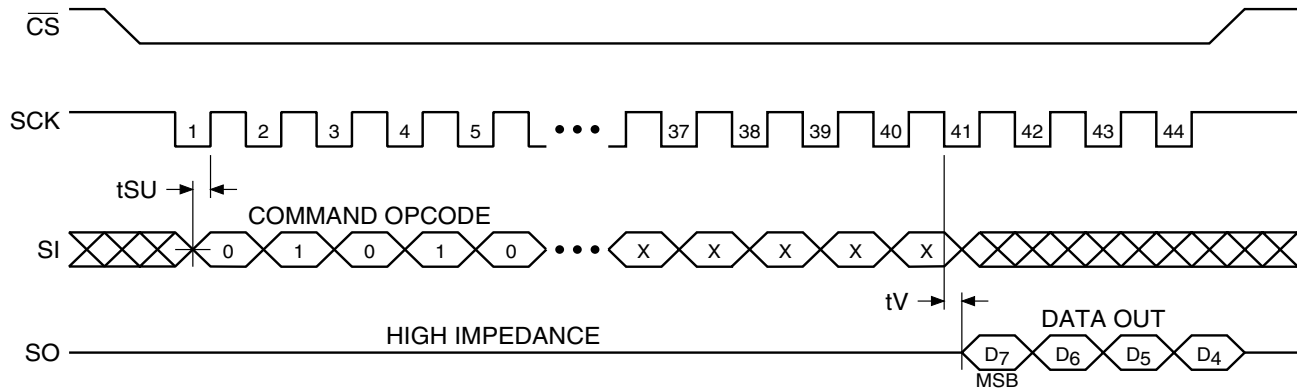 CS
SCK
1 2 3 4 5 ••• 37 38 39 40 41 42 43 44
tSU
COMMAND OPCODE
SI
0 1 0 1 0 ••• X X X X X
tV
HIGH IMPEDANCE
DATA OUT
SO
D7 D6 D5 D4
MSB